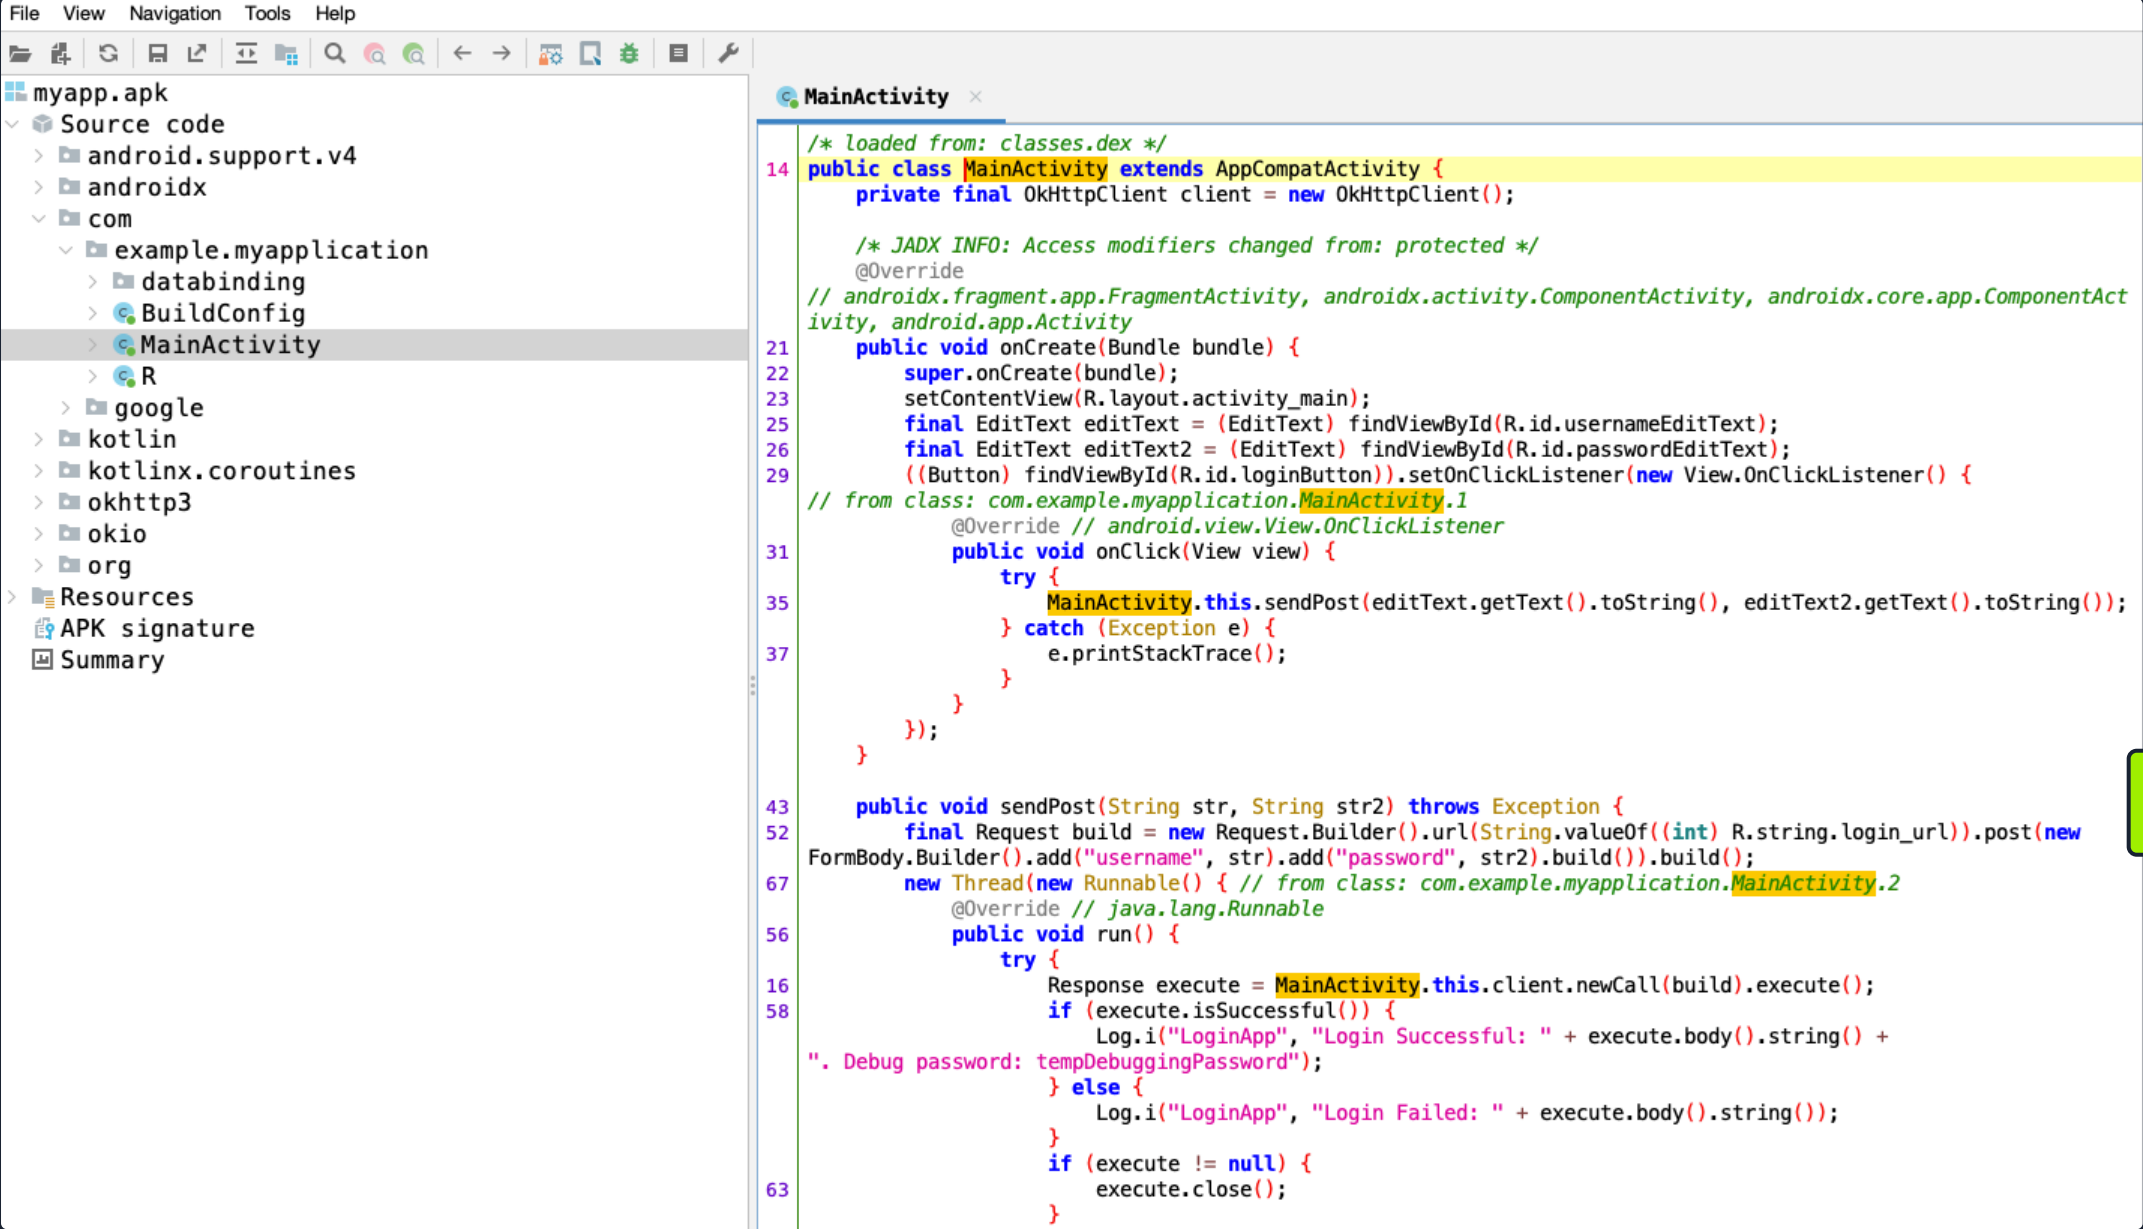 File View Navigation Tools Help
myapp.apk
Source code
android.support.v4
androidx
com
example.myapplication
databinding
BuildConfig
MainActivity
R
google
kotlin
kotlinx.coroutines
okhttp3
okio
org
Resources
APK signature
Summary
MainActivity
/* loaded from: classes.dex */
14 public class MainActivity extends AppCompatActivity {
private final OkHttpClient client = new OkHttpClient();
/* JADX INFO: Access modifiers changed from: protected */
@Override
// androidx.fragment.app.FragmentActivity, androidx.activity.ComponentActivity, androidx.core.app.ComponentAct
ivity, android.app.Activity
21 public void onCreate(Bundle bundle) {
22 super.onCreate(bundle);
23 setContentView(R.layout.activity_main);
25 final EditText editText = (EditText) findViewById(R.id.usernameEditText);
26 final EditText editText2 = (EditText) findViewById(R.id.passwordEditText);
29 ((Button) findViewById(R.id.loginButton)).setOnClickListener(new View.OnClickListener() {
// from class: com.example.myapplication.MainActivity.1
@Override // android.view.View.OnClickListener
31 public void onClick(View view) {
try {
35 MainActivity.this.sendPost(editText.getText().toString(), editText2.getText().toString());
} catch (Exception e) {
37 e.printStackTrace();
}
}
});
}
43 public void sendPost(String str, String str2) throws Exception {
52 final Request build = new Request.Builder().url(String.valueOf((int) R.string.login_url)).post(new
FormBody.Builder().add("username", str).add("password", str2).build()).build();
67 new Thread(new Runnable() { // from class: com.example.myapplication.MainActivity.2
@Override // java.lang.Runnable
56 public void run() {
try {
16 Response execute = MainActivity.this.client.newCall(build).execute();
58 if (execute.isSuccessful()) {
Log.i("LoginApp", "Login Successful: " + execute.body().string() +
". Debug password: tempDebuggingPassword");
} else {
Log.i("LoginApp", "Login Failed: " + execute.body().string());
}
if (execute != null) {
63 execute.close();
}